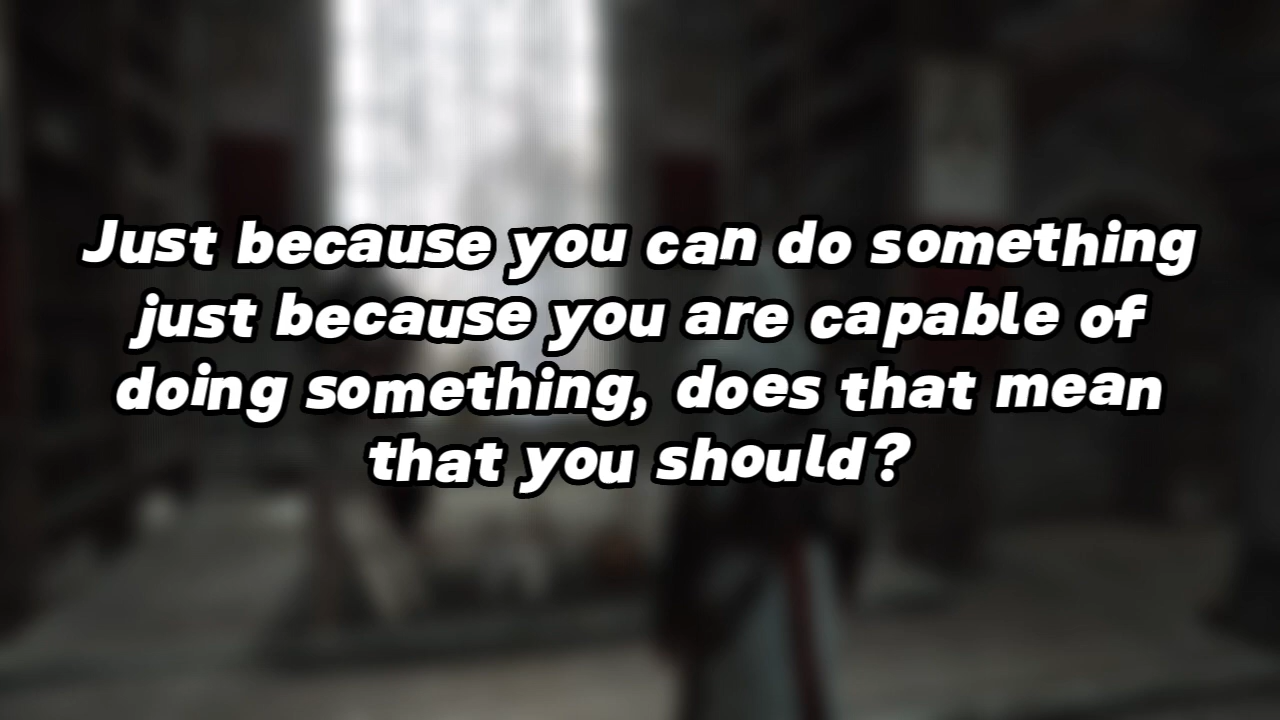 Just because you can do something
just because you are capable of
doing something, does that mean
that you should?